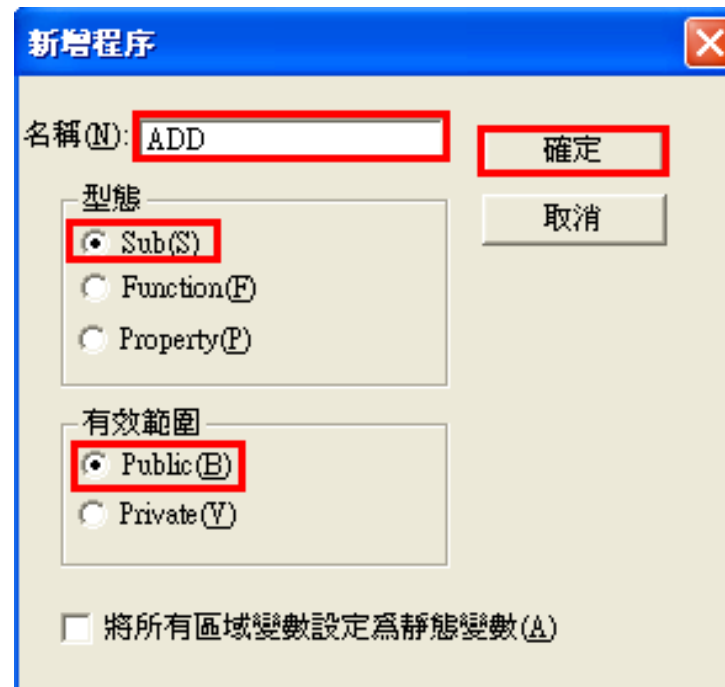 新增程序
名稱(N): ADD
確定
取消
型態
Sub(S)
Function(F)
Property(P)
有效範圍
Public(B)
Private(V)
將所有區域變數設定為靜態變數(A)